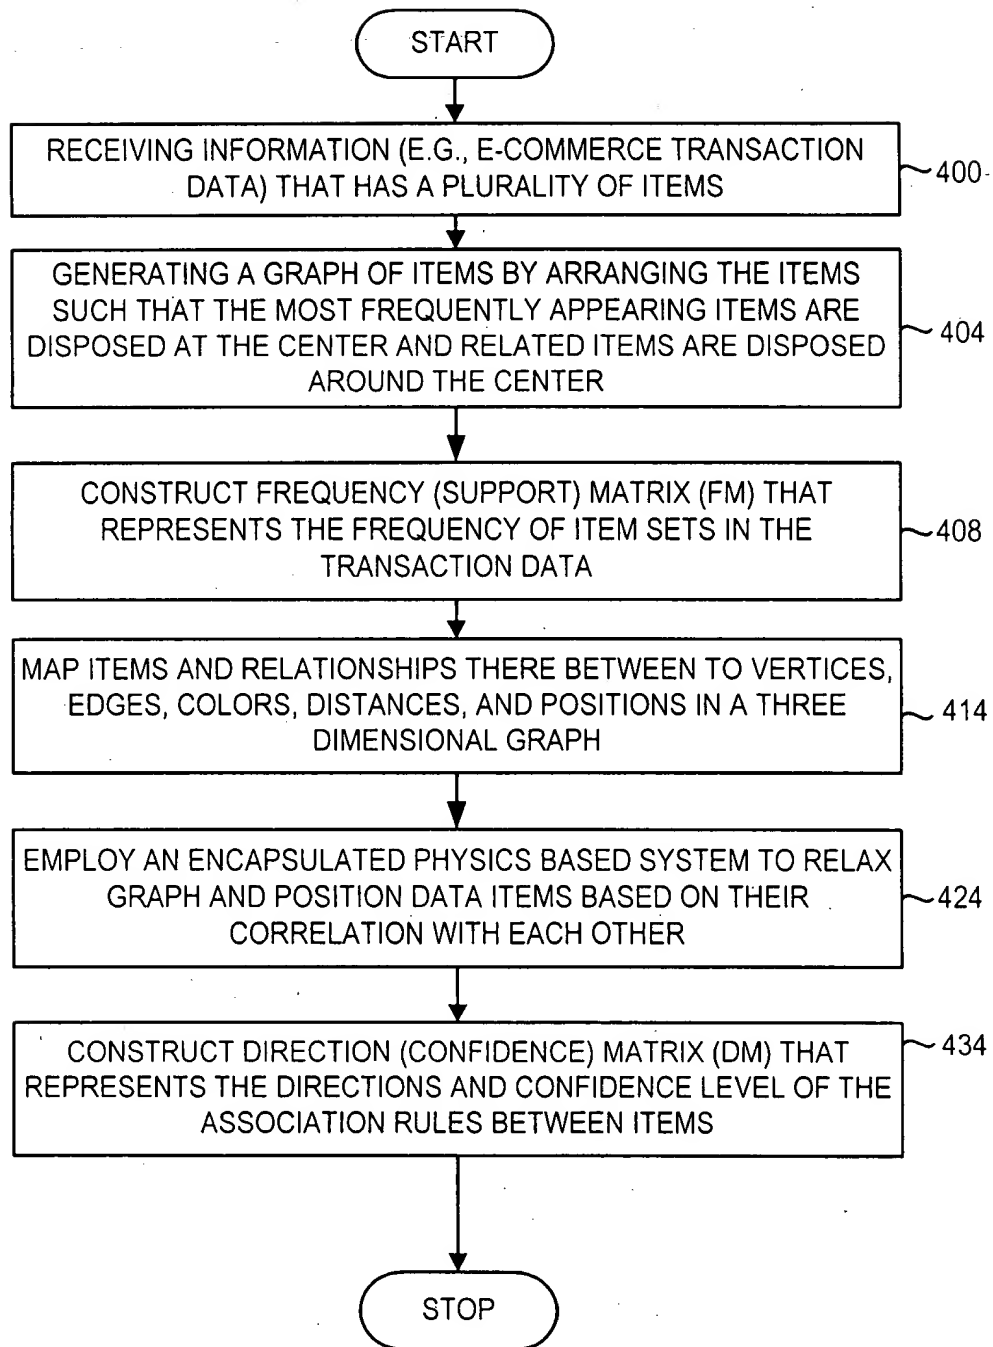 START
RECEIVING INFORMATION (E.G., E-COMMERCE TRANSACTION
DATA) THAT HAS A PLURALITY OF ITEMS
400
GENERATING A GRAPH OF ITEMS BY ARRANGING THE ITEMS
SUCH THAT THE MOST FREQUENTLY APPEARING ITEMS ARE
DISPOSED AT THE CENTER AND RELATED ITEMS ARE DISPOSED
AROUND THE CENTER
404
CONSTRUCT FREQUENCY (SUPPORT) MATRIX (FM) THAT
REPRESENTS THE FREQUENCY OF ITEM SETS IN THE
TRANSACTION DATA
408
MAP ITEMS AND RELATIONSHIPS THERE BETWEEN TO VERTICES,
EDGES, COLORS, DISTANCES, AND POSITIONS IN A THREE
DIMENSIONAL GRAPH
414
EMPLOY AN ENCAPSULATED PHYSICS BASED SYSTEM TO RELAX
GRAPH AND POSITION DATA ITEMS BASED ON THEIR
CORRELATION WITH EACH OTHER
424
CONSTRUCT DIRECTION (CONFIDENCE) MATRIX (DM) THAT
REPRESENTS THE DIRECTIONS AND CONFIDENCE LEVEL OF THE
ASSOCIATION RULES BETWEEN ITEMS
434
STOP